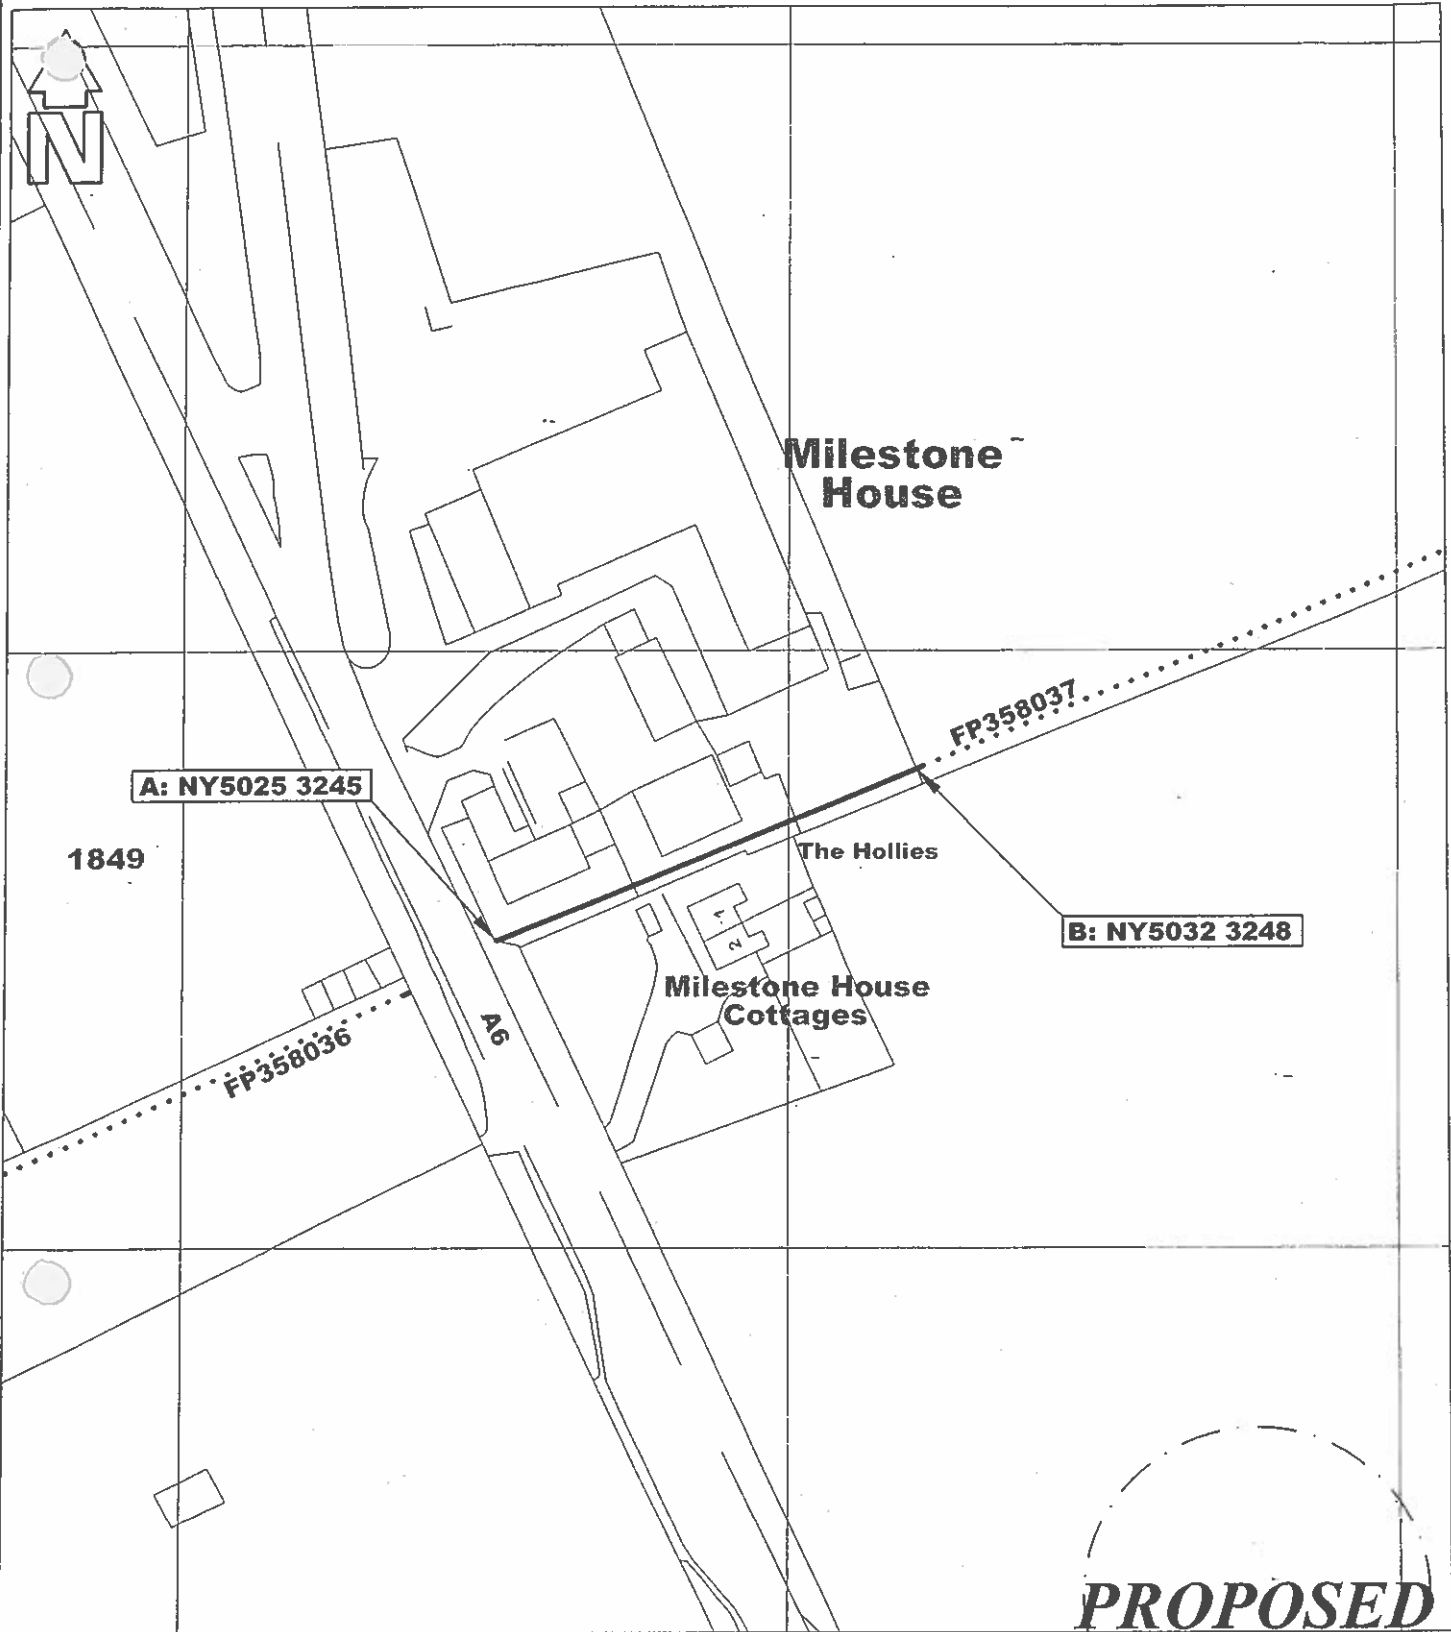 N
Milestone
House
FP358037
A: NY5025 3245
1849
The Hollies
1
B: NY5032 3248
2
Milestone House
Cottages
A6
FP358036
PROPOSED